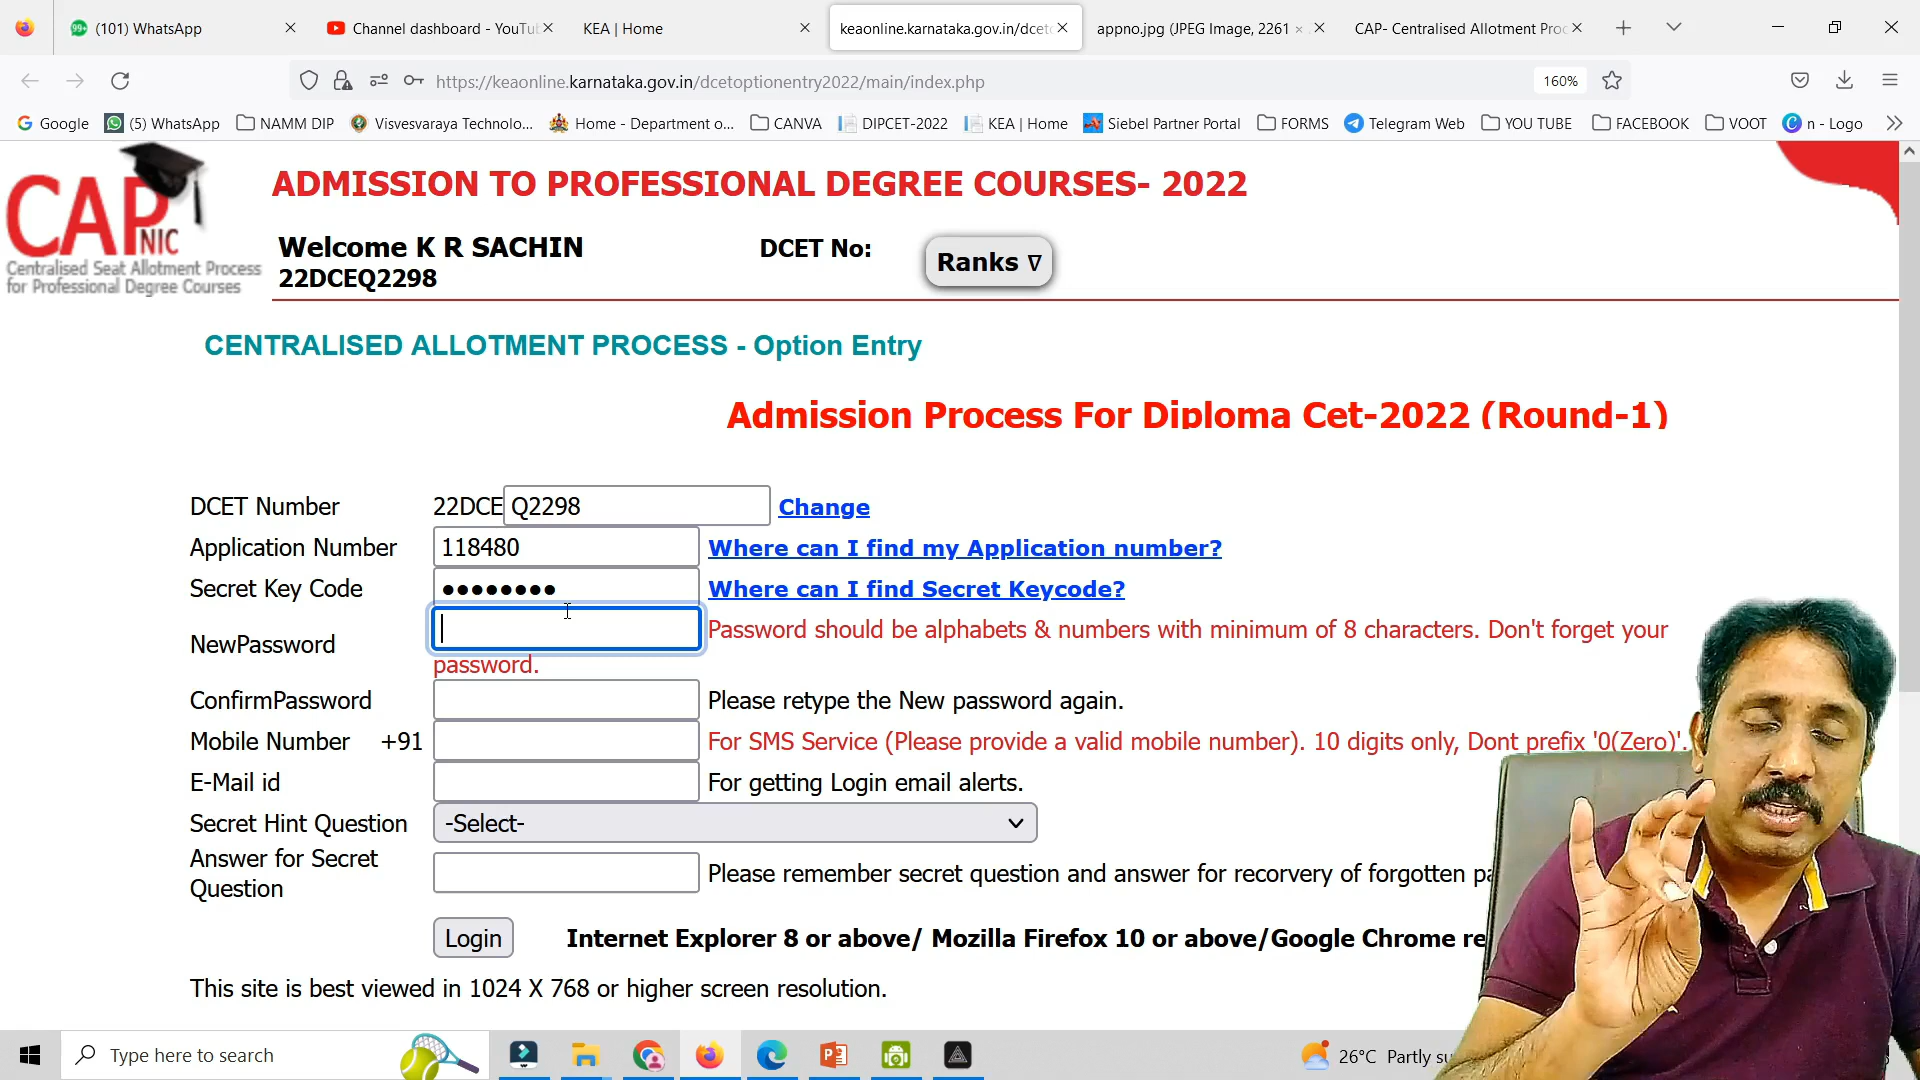 (101) WhatsApp
Channel dashboard - YouTu
KEA | Home
keaonline.karnataka.gov.in/dcet
appno.jpg (JPEG Image, 2261 ×
CAP- Centralised Allotment Proc
https://keaonline.karnataka.gov.in/dcetoptionentry2022/main/index.php
160%
Google
(5) WhatsApp
NAMM DIP
Visvesvaraya Technolo...
Home - Department o...
CANVA
DIPCET-2022
KEA | Home
Siebel Partner Portal
FORMS
Telegram Web
YOU TUBE
FACEBOOK
VOOT
n - Logo
CAP
NIC
Centralised Seat Allotment Process
for Professional Degree Courses
ADMISSION TO PROFESSIONAL DEGREE COURSES- 2022
Welcome K R SACHIN
22DCEQ2298
DCET No:
Ranks ∇
CENTRALISED ALLOTMENT PROCESS - Option Entry
Admission Process For Diploma Cet-2022 (Round-1)
DCET Number 22DCE Q2298 Change
Application Number 118480 Where can I find my Application number?
Secret Key Code ●●●●●●●● Where can I find Secret Keycode?
NewPassword Password should be alphabets & numbers with minimum of 8 characters. Don't forget your
password.
ConfirmPassword Please retype the New password again.
Mobile Number +91 For SMS Service (Please provide a valid mobile number). 10 digits only, Dont prefix '0(Zero)'.
E-Mail id For getting Login email alerts.
Secret Hint Question -Select-
Answer for Secret
Question
Please remember secret question and answer for recorvery of forgotten pa
Login Internet Explorer 8 or above/ Mozilla Firefox 10 or above/Google Chrome re
This site is best viewed in 1024 X 768 or higher screen resolution.
Type here to search
26°C Partly su